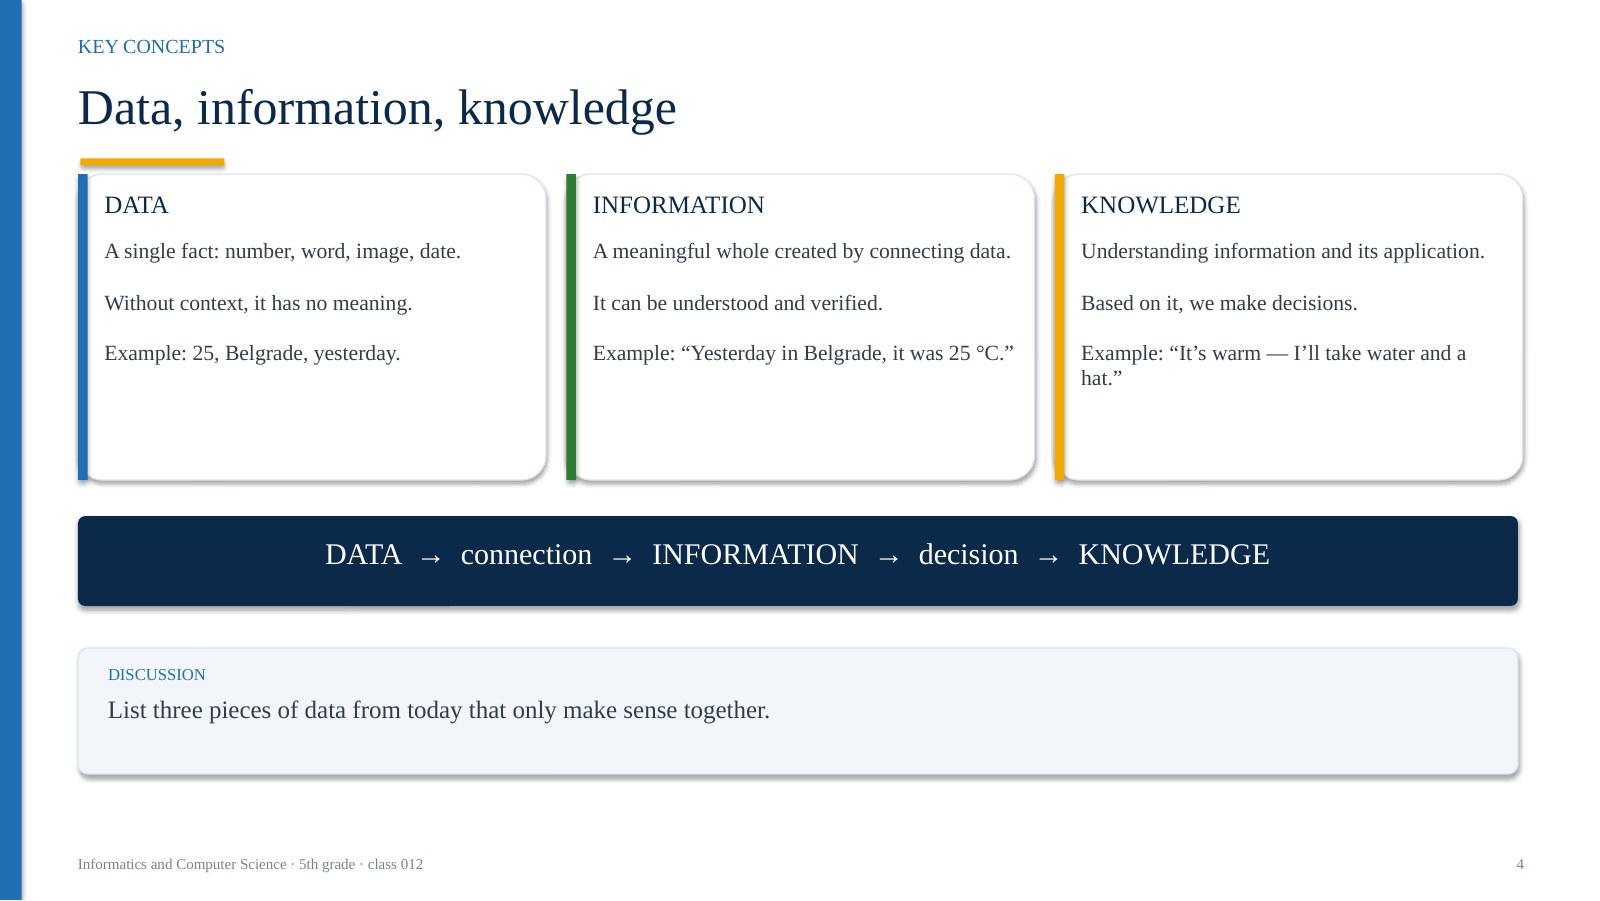 KEY CONCEPTS
Data, information, knowledge
DATA
A single fact: number, word, image, date.
Without context, it has no meaning.
Example: 25, Belgrade, yesterday.
INFORMATION
A meaningful whole created by connecting data.
It can be understood and verified.
Example: “Yesterday in Belgrade, it was 25 °C.”
KNOWLEDGE
Understanding information and its application.
Based on it, we make decisions.
Example: “It’s warm — I’ll take water and a
hat.”
DATA → connection → INFORMATION → decision → KNOWLEDGE
DISCUSSION
List three pieces of data from today that only make sense together.
Informatics and Computer Science · 5th grade · class 012
4